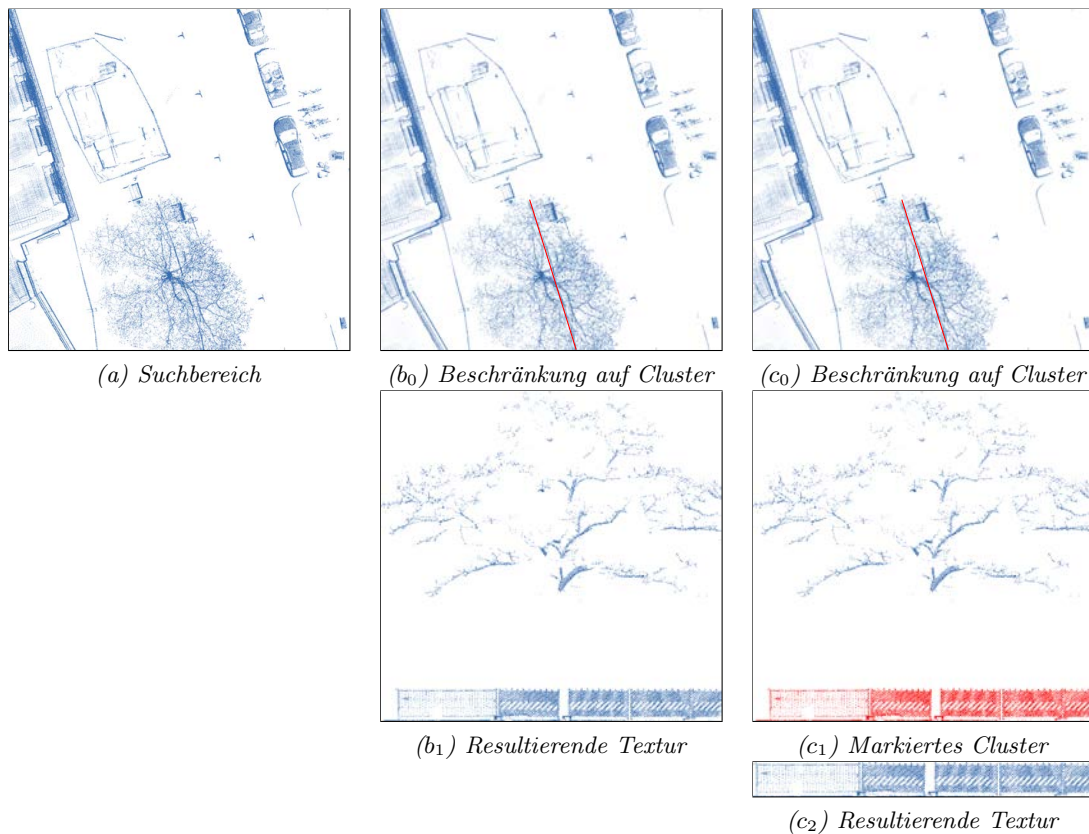 (a) Suchbereich
(b₀) Beschränkung auf Cluster
(c₀) Beschränkung auf Cluster
(b₁) Resultierende Textur
(c₁) Markiertes Cluster
(c₂) Resultierende Textur